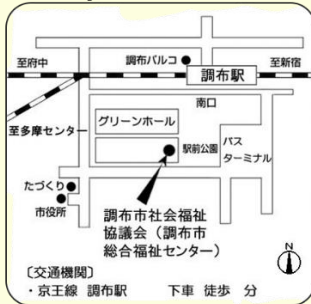 調布パルコ
至府中
調布駅
至新宿
南口
至多摩センター
グリーンホール
駅前公園
バス
ターミナル
たづくり
市役所
調布市社会福祉
協議会(調布市
総合福祉センター)
N
〔交通機関〕
・京王線 調布駅 下車 徒歩 分